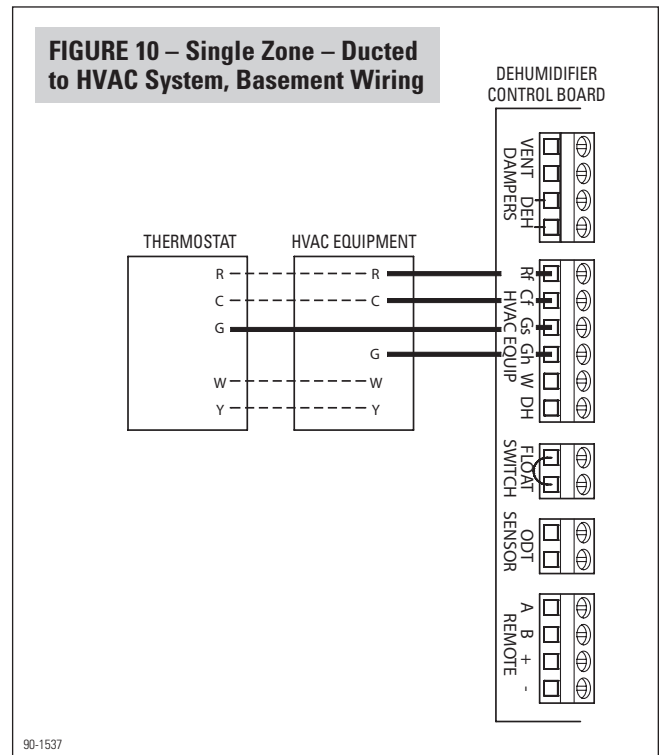 FIGURE 10 – Single Zone – Ducted
to HVAC System, Basement Wiring
DEHUMIDIFIER
CONTROL BOARD
VENT
DEH
DAMPERS
THERMOSTAT
R
C
G
W
Y
HVAC EQUIPMENT
R
C
G
W
Y
Rf
Cf
Gs
Gh
W
DH
HVAC EQUIP
FLOAT
SWITCH
ODT
SENSOR
A
B
+
-
REMOTE
90-1537